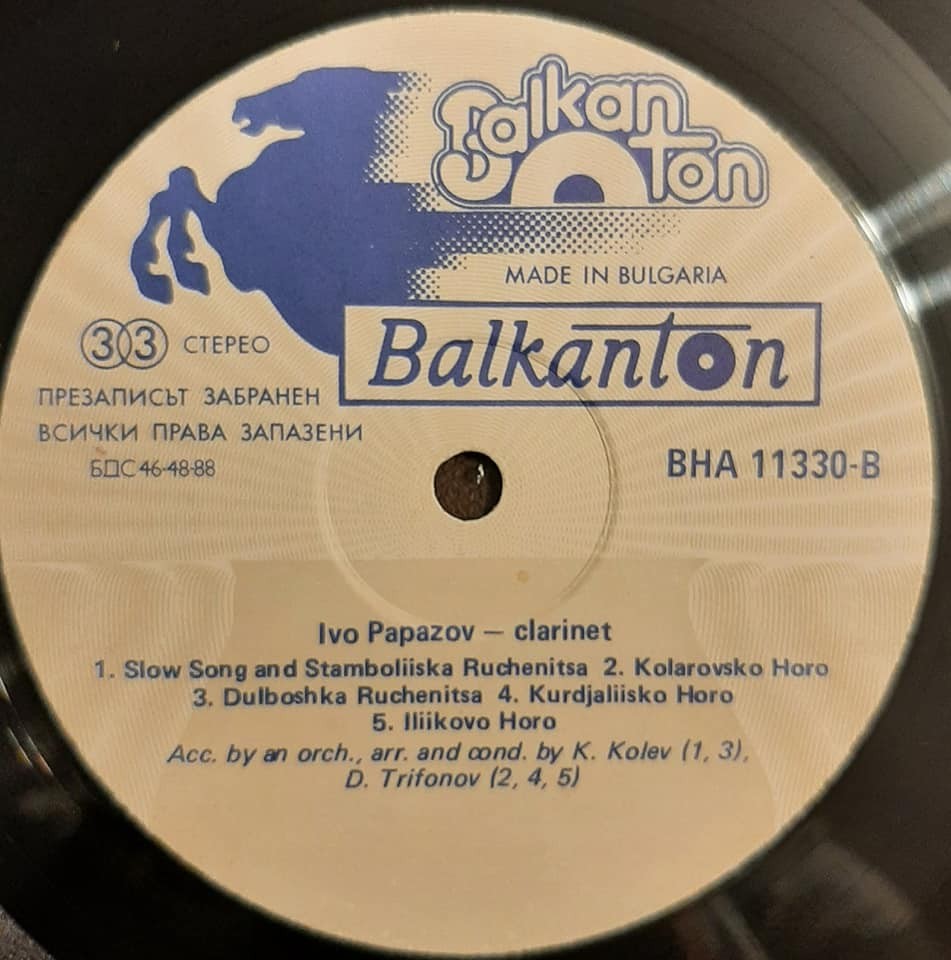 Balkan
Ton
MADE IN BULGARIA
Balkanton
33 СТЕРЕО
ПРЕЗАПИСЪТ ЗАБРАНЕН
ВСИЧКИ ПРАВА ЗАПАЗЕНИ
БДС 46-48-88
ВНА 11330-В
Ivo Papazov — clarinet
1. Slow Song and Stamboliiska Ruchenitsa 2. Kolarovsko Horo
3. Dulboshka Ruchenitsa 4. Kurdjaliisko Horo
5. Iliikovo Horo
Acc. by an orch., arr. and cond. by K. Kolev (1, 3),
D. Trifonov (2, 4, 5)